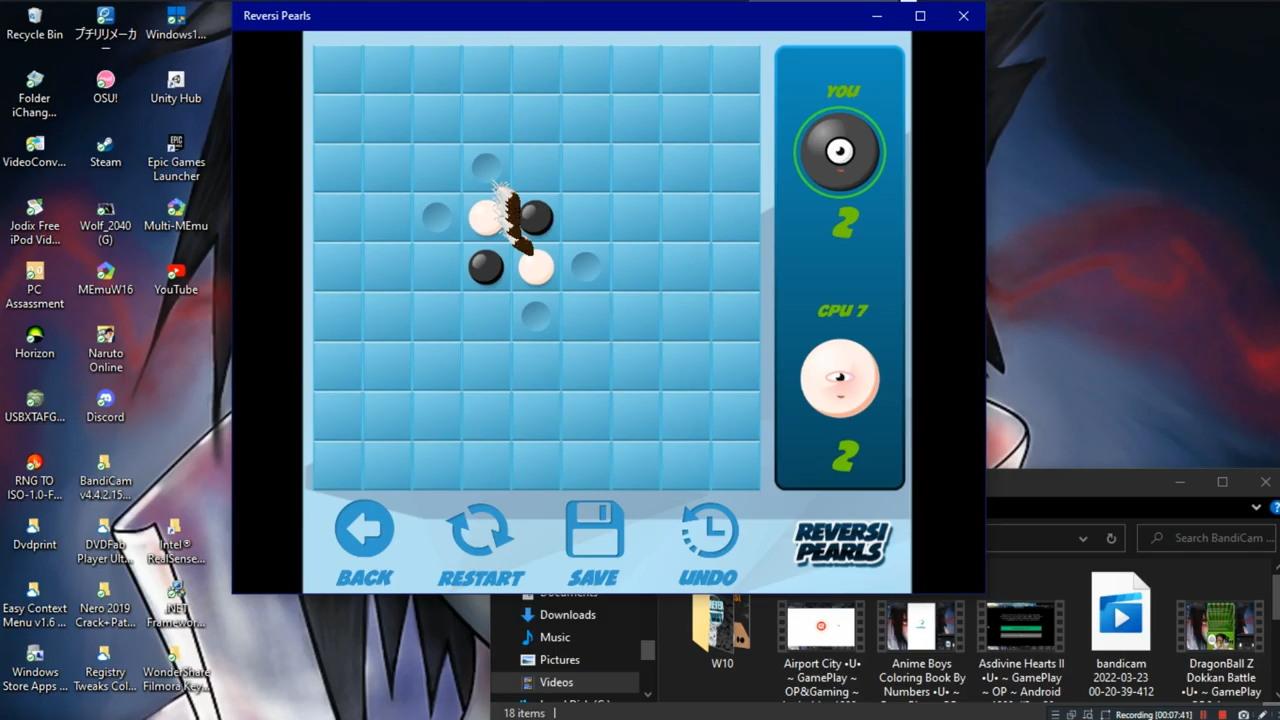 Reversi Pearls
YOU
2
CPU 7
2
BACK
RESTART
SAVE
UNDO
REVERSI
PEARLS
Recycle Bin
プチリメーカ
ー
Windows1...
Folder
iChang...
OSU!
Unity Hub
VideoConv...
Steam
Epic Games
Launcher
Jodix Free
iPod Vid...
Wolf_2040
(G)
Multi-MEmu
PC
Assassment
MEmuW16
YouTube
Horizon
Naruto
Online
USBXTAFG...
Discord
RNG TO
ISO-1.0-F...
BandiCam
v4.4.2.15...
Dvdprint
DVDFab
Player Ult...
Intel®
RealSense...
Easy Context
Menu v1.6 ...
Nero 2019
Crack+Pat...
.NET
Framewor...
Windows
Store Apps ...
Registry
Tweaks Col...
WonderShare
Filmora Key...
Search BandiCam ...
Documents
Downloads
Music
Pictures
Videos
W10
Airport City •U•
~ GamePlay ~
OP&Gaming ~
Anime Boys
Coloring Book By
Numbers •U• ~
Asdivine Hearts II
•U• ~ GamePlay
~ OP ~ Android
bandicam
2022-03-23
00-20-39-412
DragonBall Z
Dokkan Battle
•U• ~ GamePlay
18 items
Recording [00:07:41]